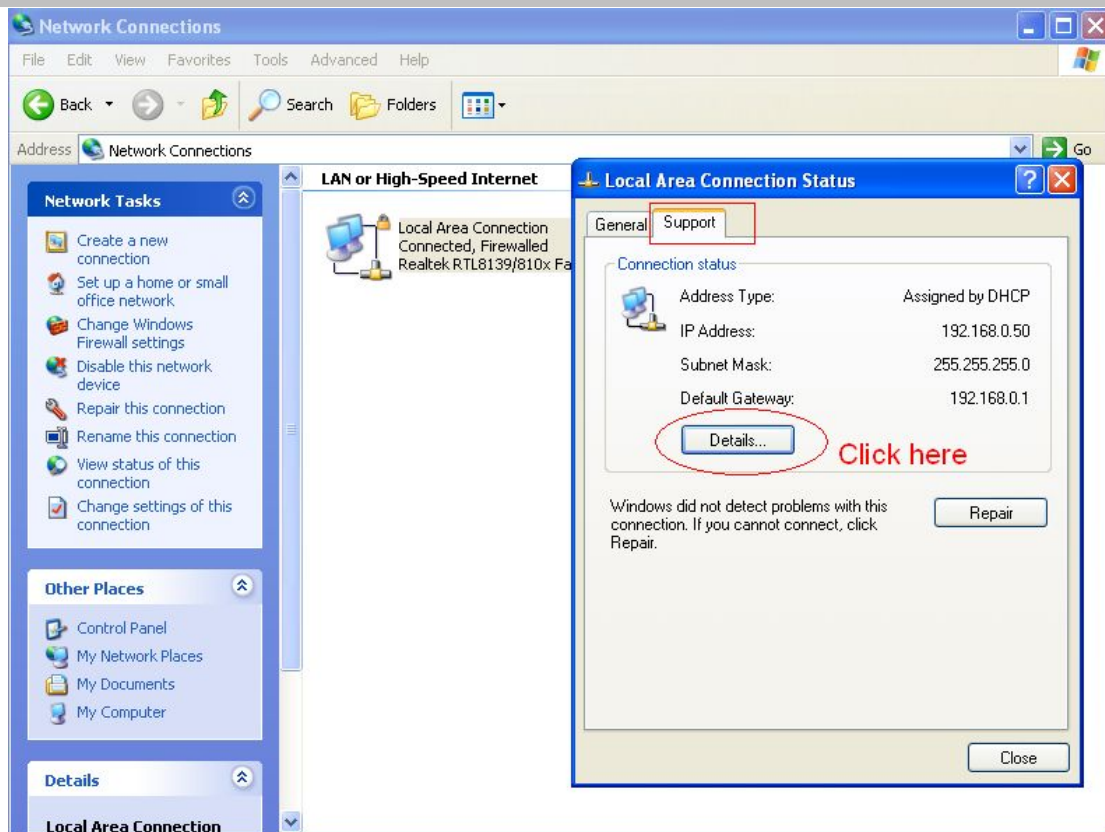 Network Connections
File Edit View Favorites Tools Advanced Help
Back Search Folders
Address Network Connections Go
Network Tasks
Create a new
connection
Set up a home or small
office network
Change Windows
Firewall settings
Disable this network
device
Repair this connection
Rename this connection
View status of this
connection
Change settings of this
connection
Other Places
Control Panel
My Network Places
My Documents
My Computer
Details
Local Area Connection
LAN or High-Speed Internet
Local Area Connection
Connected, Firewalled
Realtek RTL8139/810x Fa
Local Area Connection Status
General Support
Connection status
Address Type: Assigned by DHCP
IP Address: 192.168.0.50
Subnet Mask: 255.255.255.0
Default Gateway: 192.168.0.1
Details...
Click here
Windows did not detect problems with this
connection. If you cannot connect, click
Repair.
Repair
Close